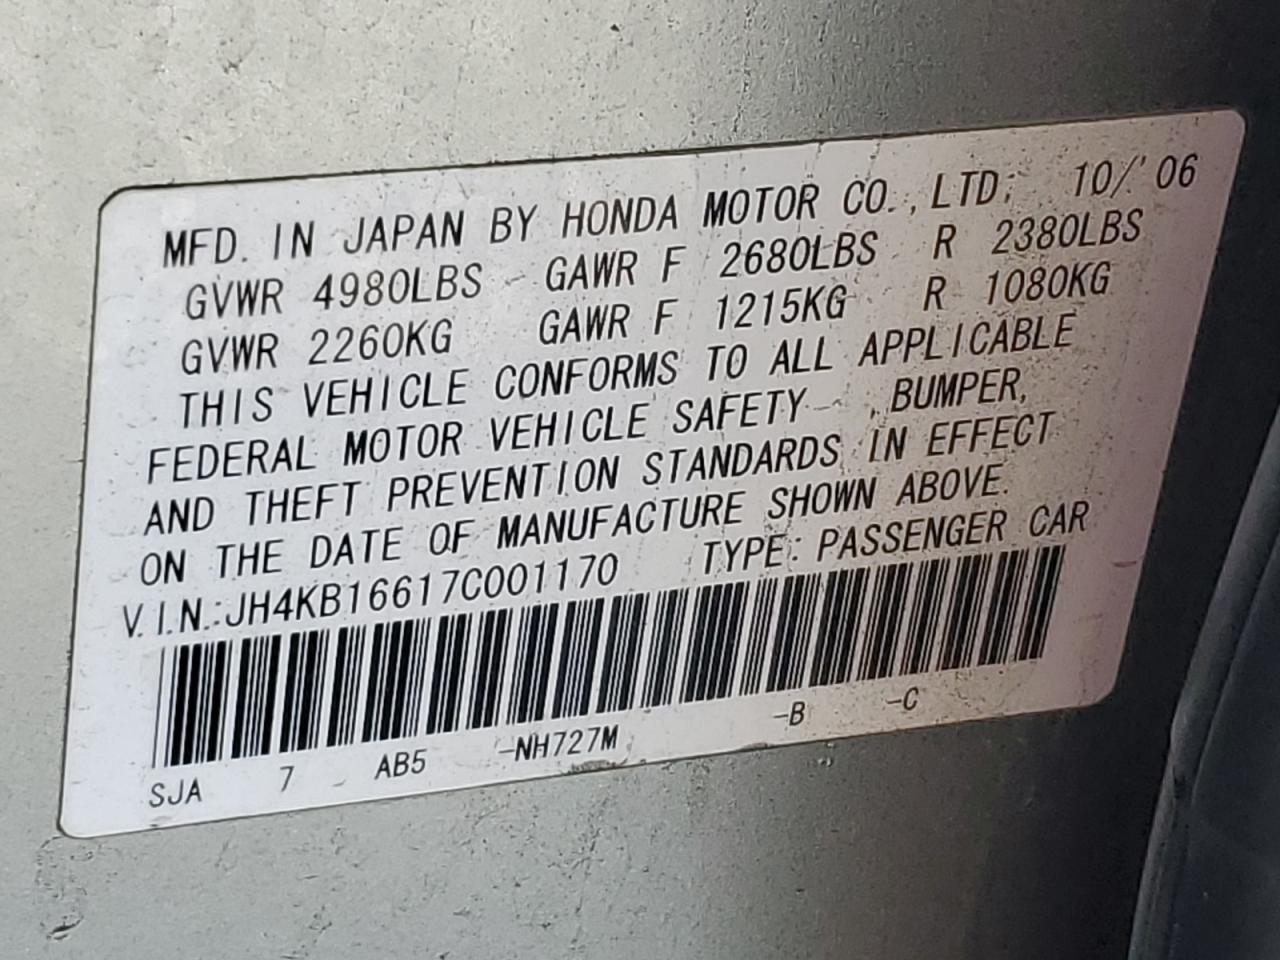 MFD. IN JAPAN BY HONDA MOTOR CO.,LTD, 10/'06
GVWR 4980LBS GAWR F 2680LBS R 2380LBS
GVWR 2260KG GAWR F 1215KG R 1080KG
THIS VEHICLE CONFORMS TO ALL APPLICABLE
FEDERAL MOTOR VEHICLE SAFETY , BUMPER,
AND THEFT PREVENTION STANDARDS IN EFFECT
ON THE DATE OF MANUFACTURE SHOWN ABOVE.
V.I.N.:JH4KB16617C001170 TYPE: PASSENGER CAR
SJA 7 AB5 -NH727M -B -C